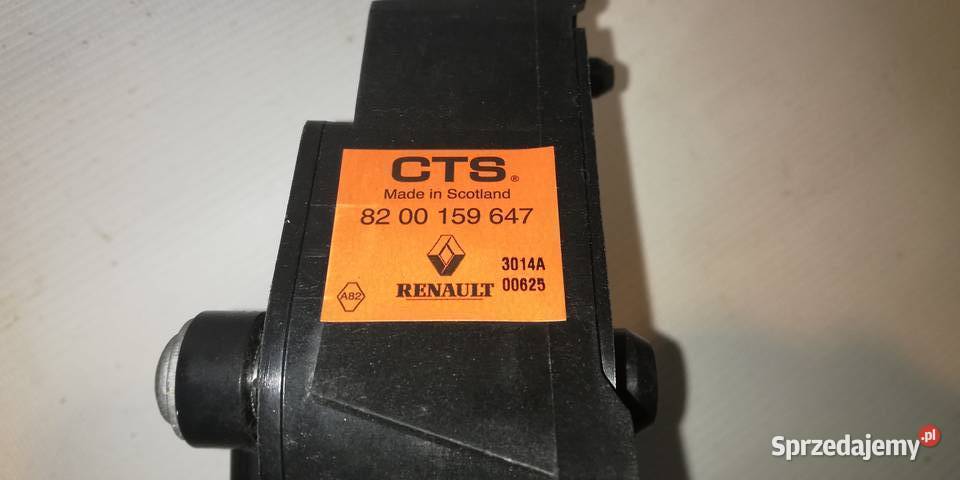 CTS®
Made in Scotland
82 00 159 647
3014A
00625
A82
RENAULT
Sprzedajemy.pl